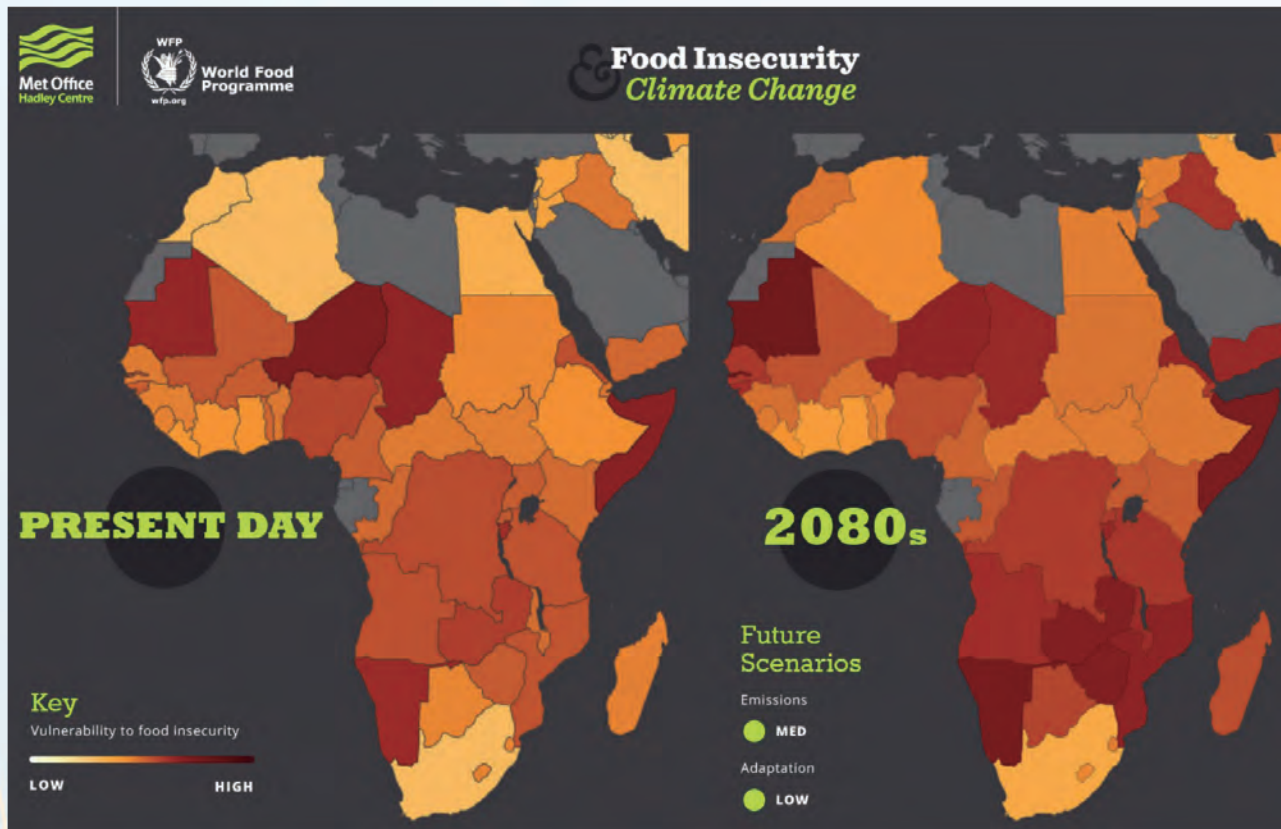 Met Office
Hadley Centre
WFP
wfp.org
World Food
Programme
& Food Insecurity
Climate Change
PRESENT DAY
Key
Vulnerability to food insecurity
LOW
HIGH
2080s
Future
Scenarios
Emissions
MED
Adaptation
LOW